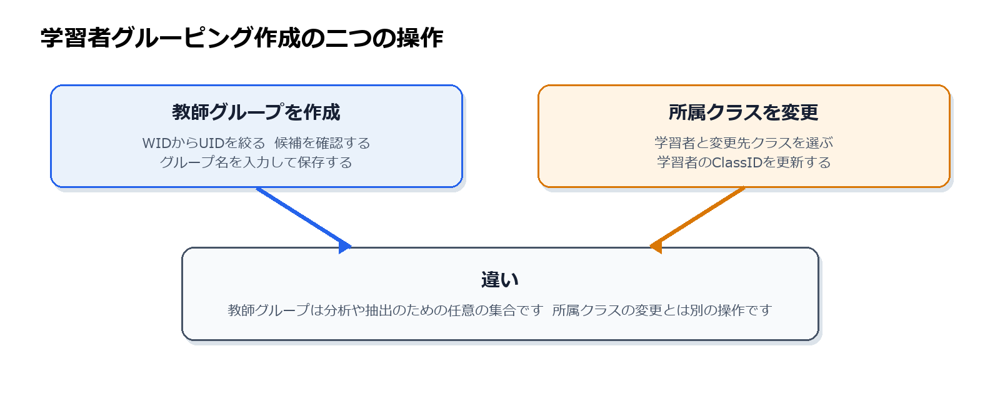 学習者グルーピング作成の二つの操作
教師グループを作成
WIDからUIDを絞る 候補を確認する
グループ名を入力して保存する
所属クラスを変更
学習者と変更先クラスを選ぶ
学習者のClassIDを更新する
違い
教師グループは分析や抽出のための任意の集合です 所属クラスの変更とは別の操作です